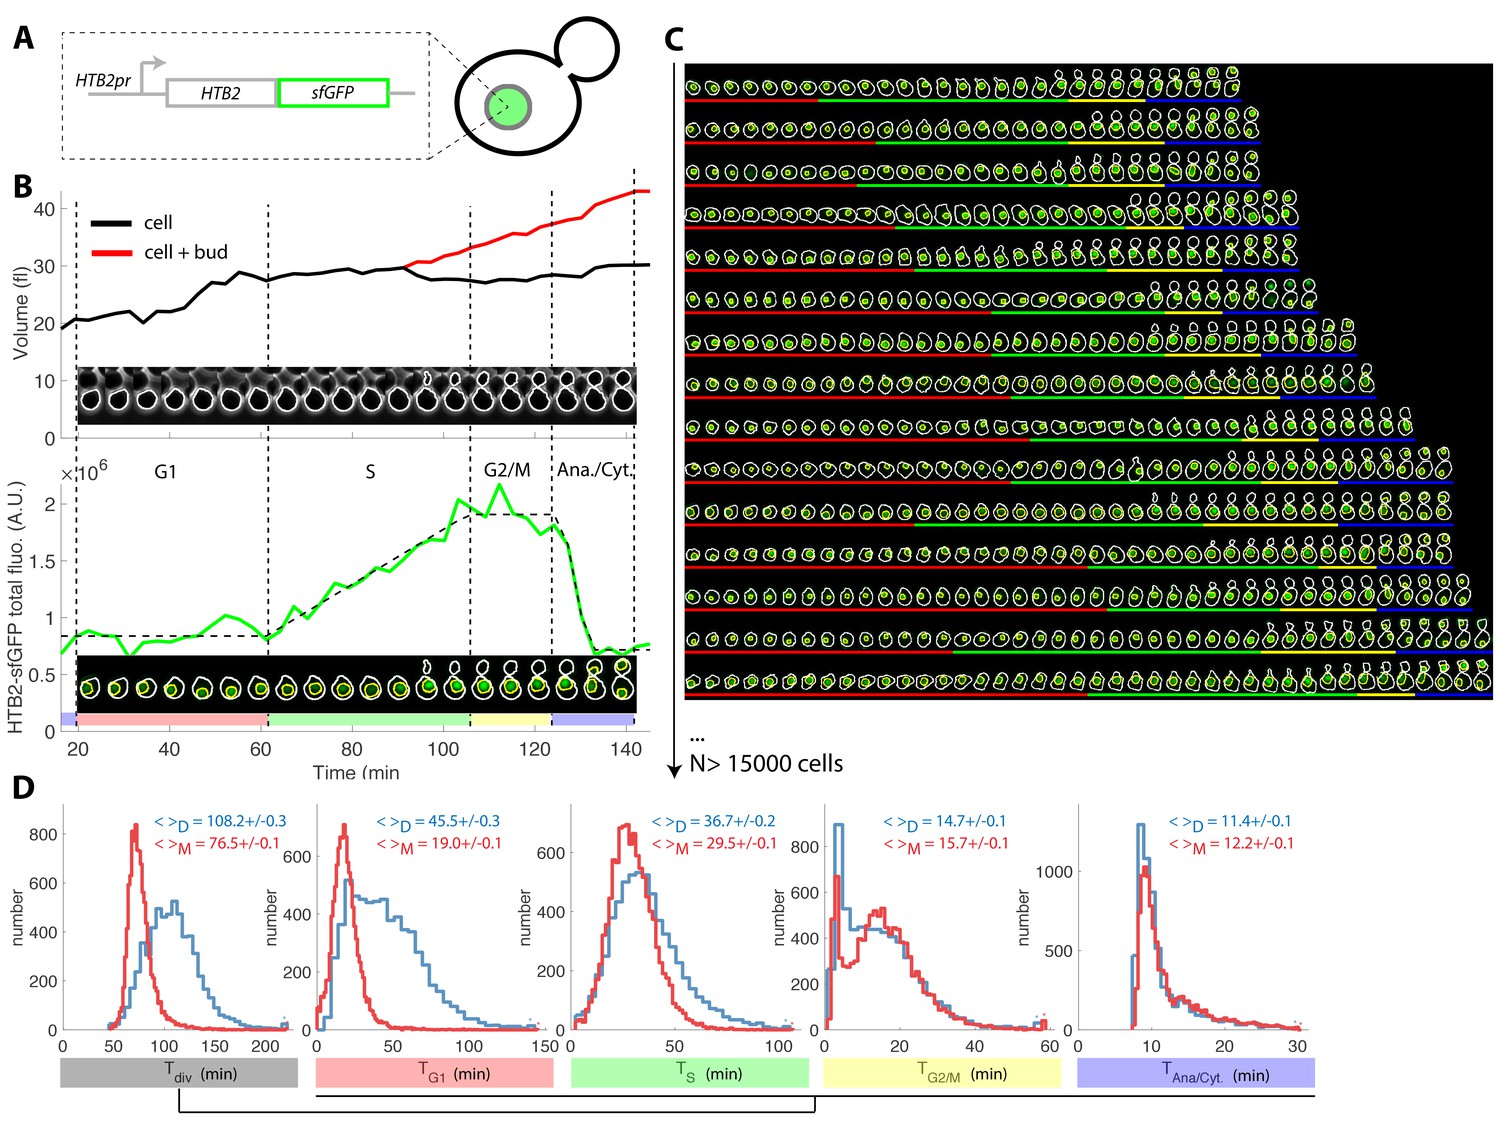 A
HTB2pr
HTB2
sfGFP
B
Volume (fl)
40
30
20
10
0
cell
cell + bud
×10⁶
G1
S
G2/M
Ana./Cyt.
HTB2-sfGFP total fluo. (A.U.)
2
1.5
1
0.5
0
20
40
60
80
100
120
140
Time (min
C
...
N> 15000 cells
D
number
800
600
400
200
0
< >D = 108.2+/-0.3
< >M = 76.5+/-0.1
0
50
100
150
200
Tdiv (min)
number
600
400
200
0
< >D = 45.5+/-0.3
< >M = 19.0+/-0.1
0
50
100
150
TG1 (min)
number
600
400
200
0
< >D = 36.7+/-0.2
< >M = 29.5+/-0.1
0
50
100
TS (min)
number
800
600
400
200
0
< >D = 14.7+/-0.1
< >M = 15.7+/-0.1
0
20
40
60
TG2/M (min)
number
1000
500
0
< >D = 11.4+/-0.1
< >M = 12.2+/-0.1
0
10
20
30
TAna/Cyt. (min)